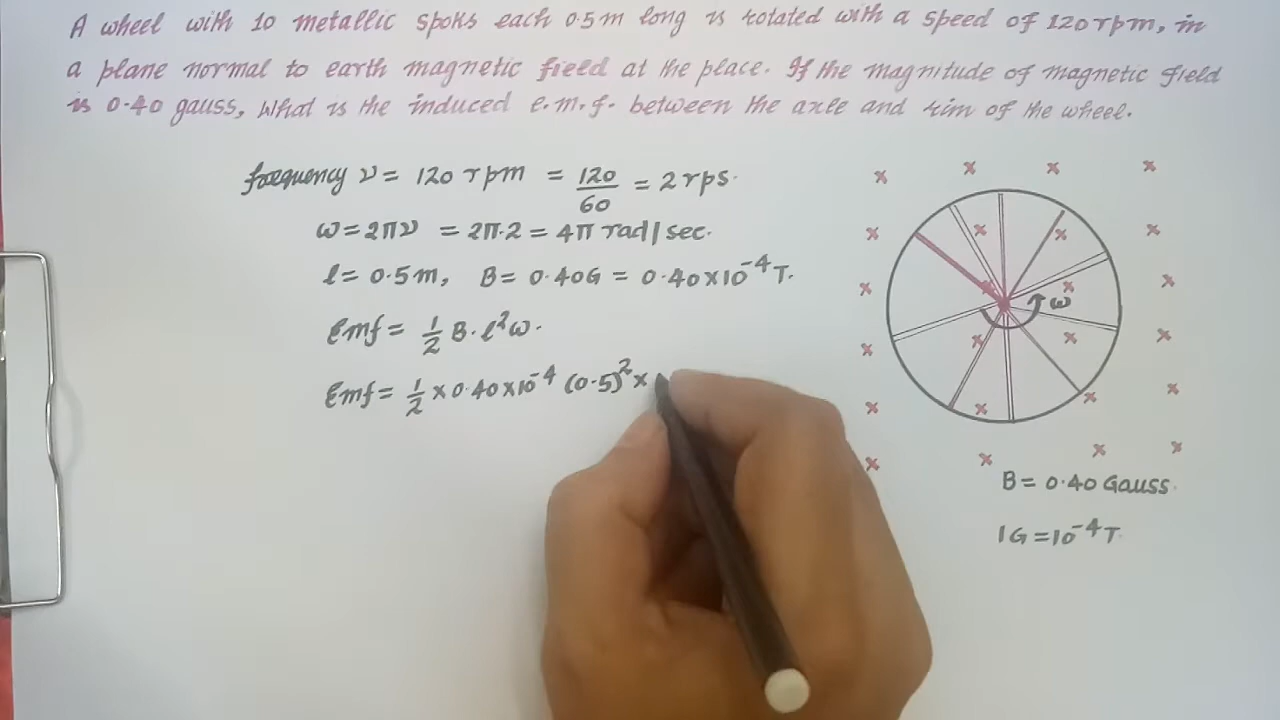 A wheel with 10 metallic spoks each 0.5m long is rotated with a speed of 120 rpm, in
a plane normal to earth magnetic field at the place. If the magnitude of magnetic field
is 0.40 gauss, What is the induced e.m.f. between the axle and rim of the wheel.
frequency ν = 120 rpm = 120/60 = 2 rps.
ω = 2πν = 2π.2 = 4π rad/sec.
l = 0.5m, B = 0.40G = 0.40×10⁻⁴ T.
Emf = 1/2 B.l²ω.
Emf = 1/2 × 0.40×10⁻⁴ (0.5)² ×
ω
B = 0.40 Gauss.
1G = 10⁻⁴ T.